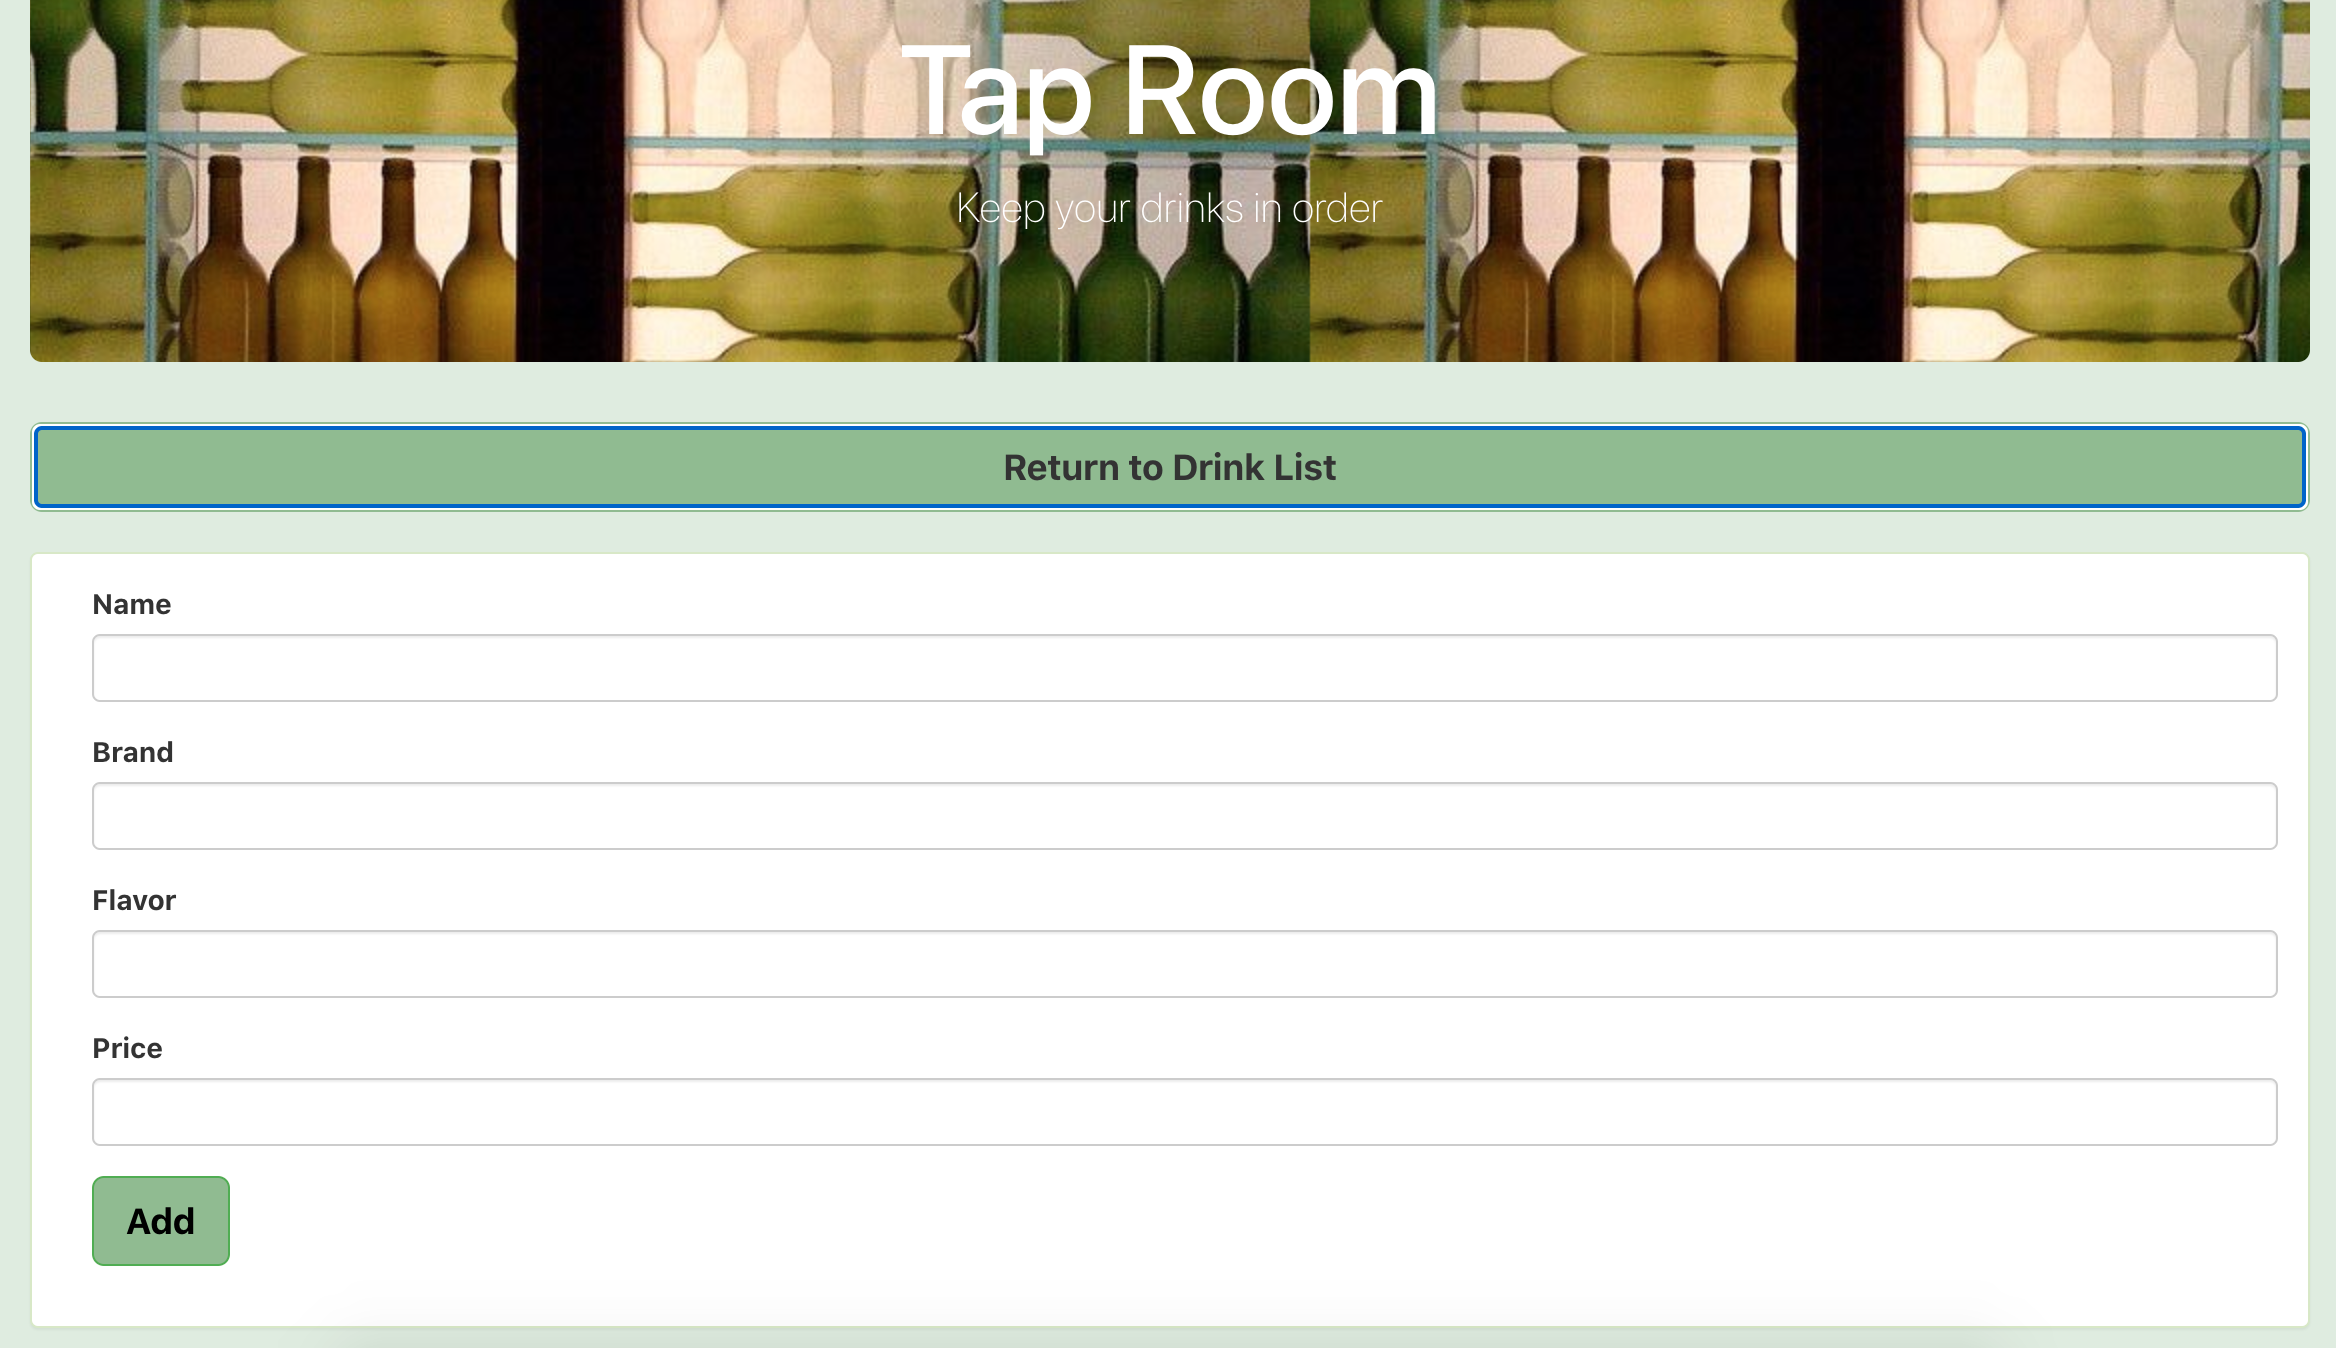 Tap Room
Keep your drinks in order
Return to Drink List
Name
Brand
Flavor
Price
Add